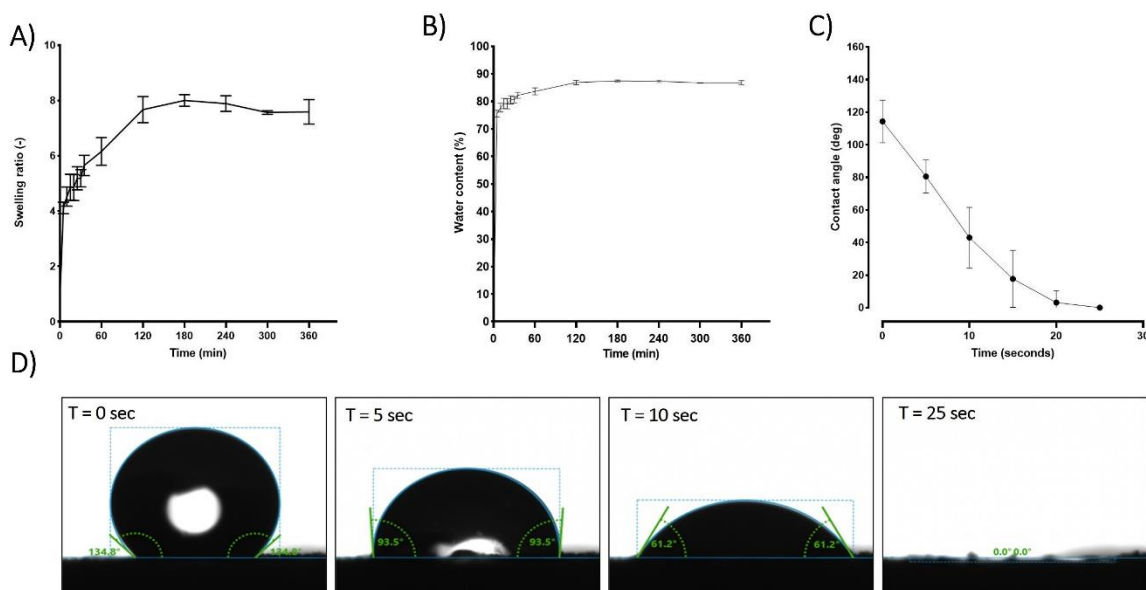 A)
10
8
6
4
2
0
0 60 120 180 240 300 360
Swelling ratio (-)
Time (min)
B)
100
90
80
70
60
50
40
30
20
10
0
0 60 120 180 240 300 360
Water content (%)
Time (min)
C)
160
140
120
100
80
60
40
20
0
0 10 20 30
Contact angle (deg)
Time (seconds)
D)
T = 0 sec
134.8°
T = 5 sec
93.5° 93.5°
T = 10 sec
61.2° 61.2°
T = 25 sec
0.0° 0.0°